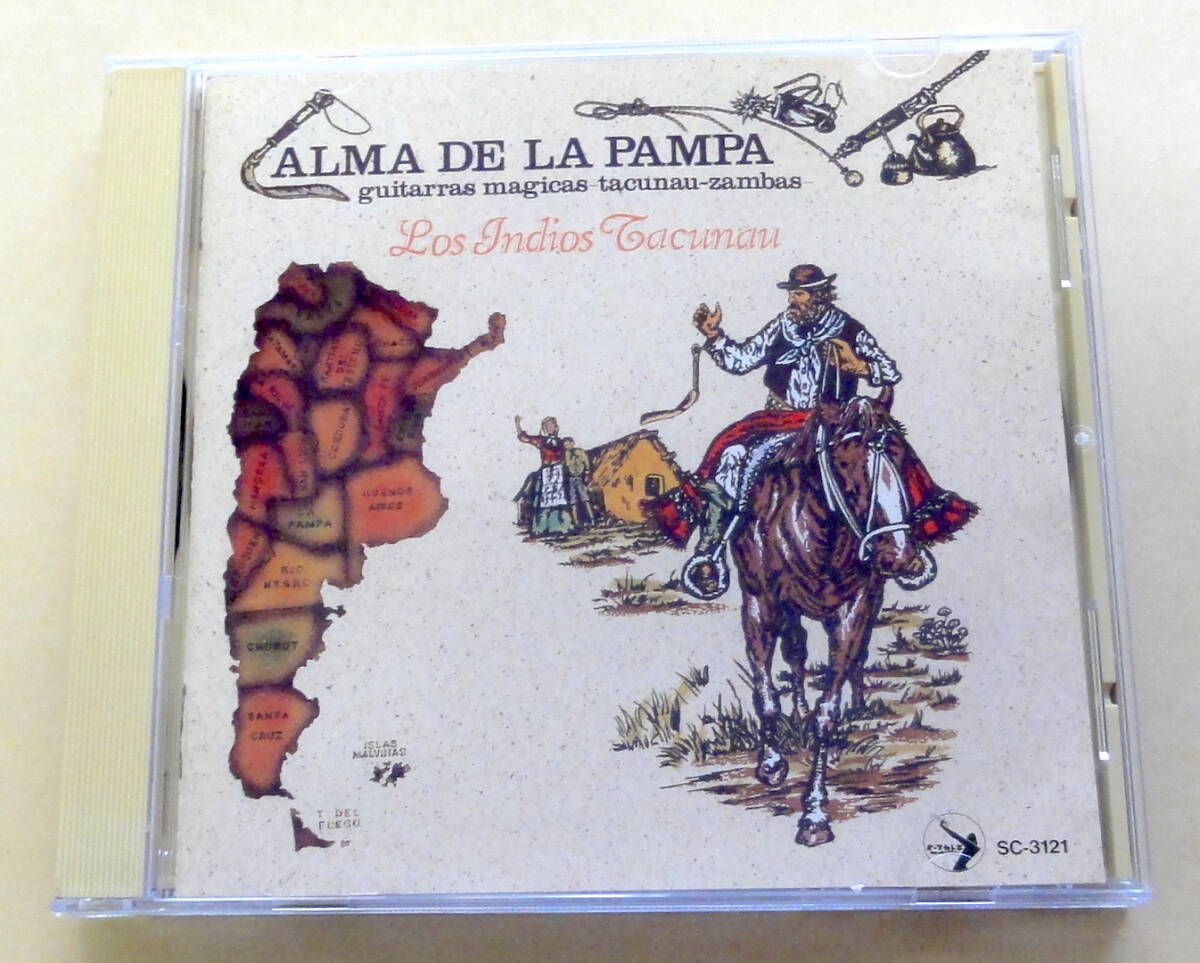 ALMA DE LA PAMPA
guitarras magicas-tacunau-zambas-
Los Indios Tacunau
CORDOBA
BUENOS
AIRES
LA
PAMPA
RIO
NEGRO
CHUBUT
SANTA
CRUZ
ISLAS
MALVINAS
T DEL
FUEGO
SC-3121